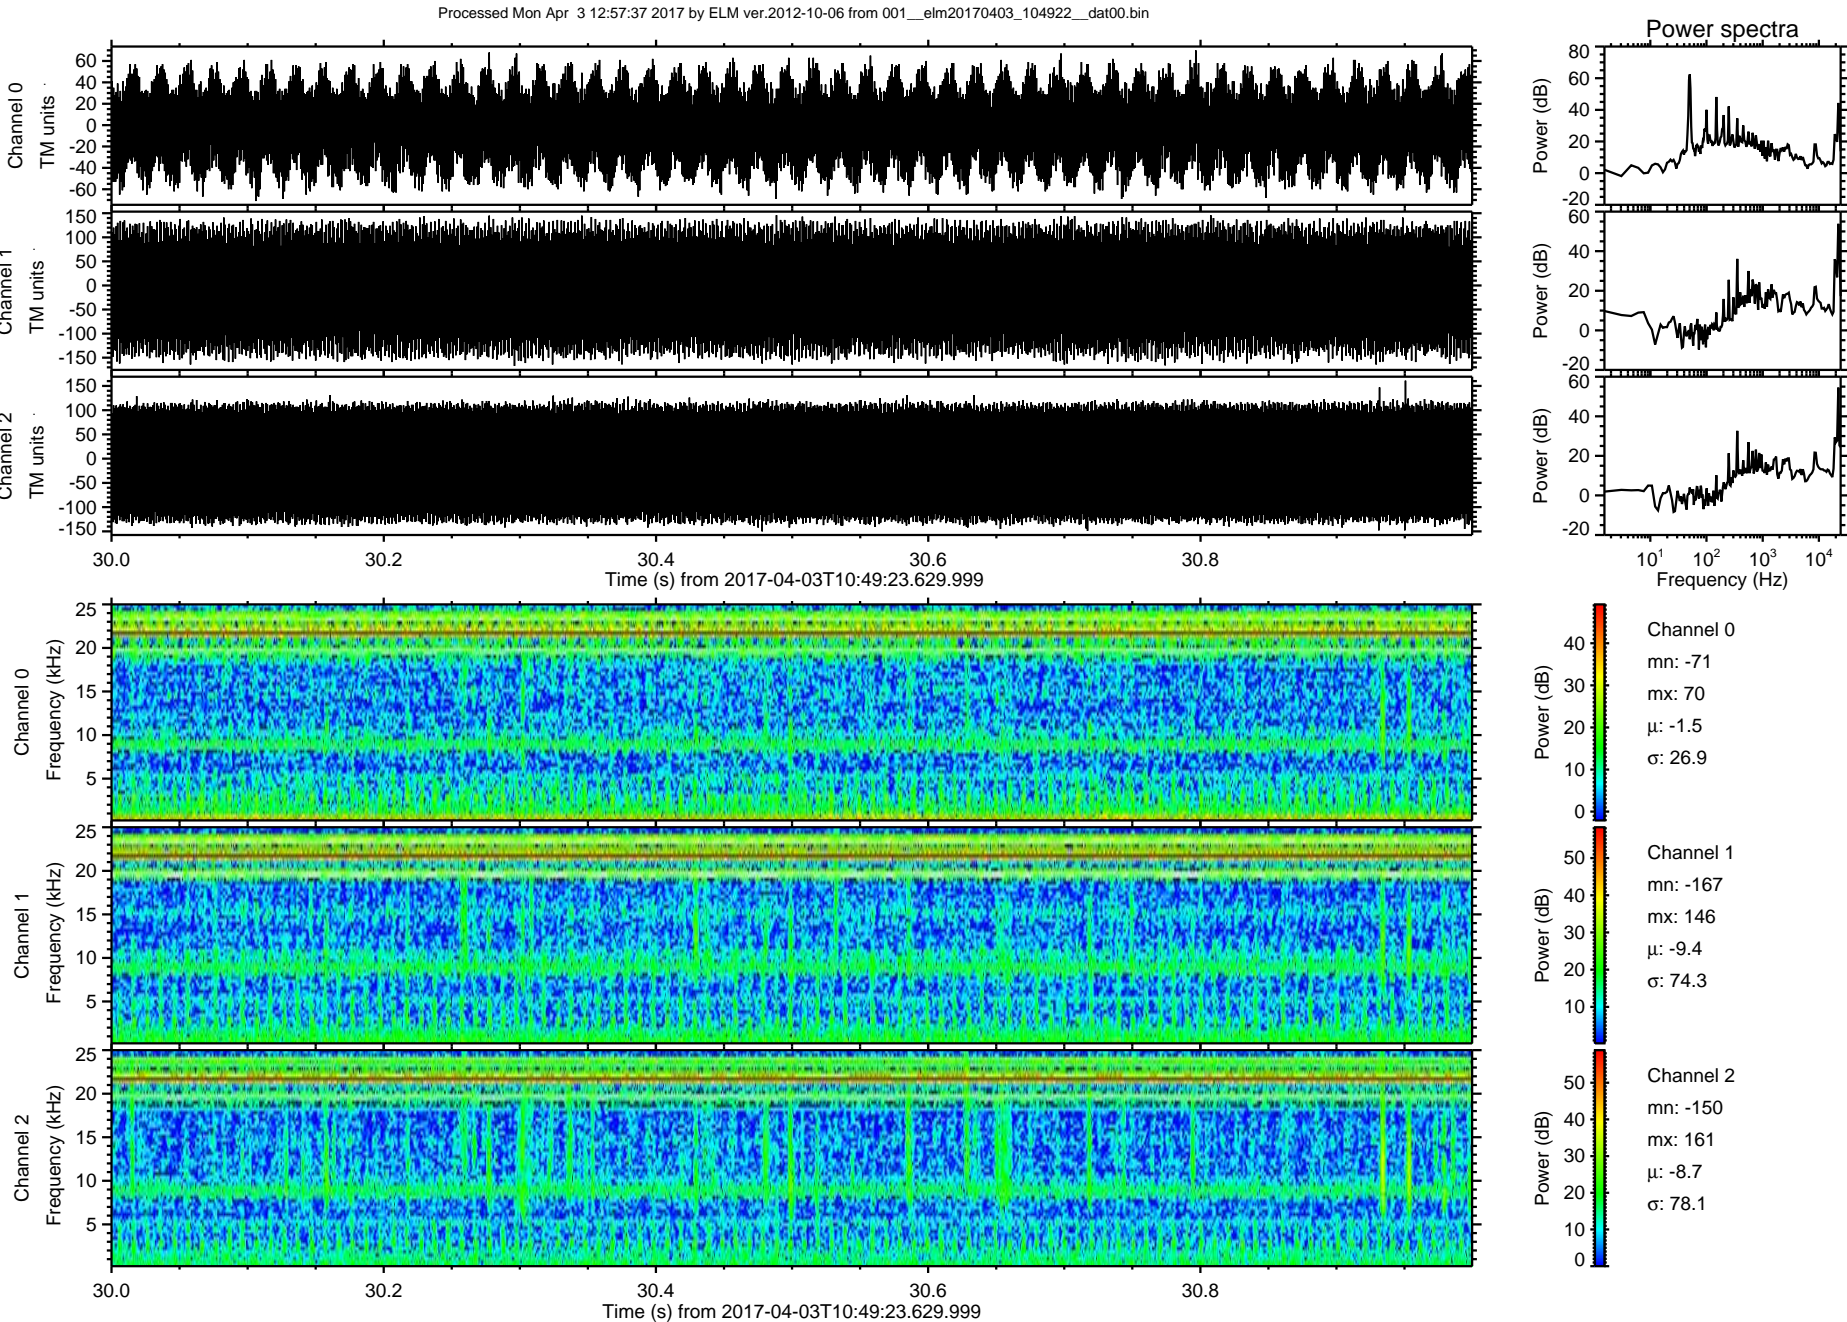 Processed Mon Apr 3 12:57:37 2017 by ELM ver.2012-10-06 from 001__elm20170403_104922__dat00.bin
Power spectra
Channel 0
TM units
60
40
20
0
-20
-40
-60
Power (dB)
80
60
40
20
0
-20
Channel 1
TM units
150
100
50
0
-50
-100
-150
Power (dB)
60
40
20
0
-20
Channel 2
TM units
150
100
50
0
-50
-100
-150
Power (dB)
60
40
20
0
-20
30.0 30.2 30.4 30.6 30.8
Time (s) from 2017-04-03T10:49:23.629.999
10^1 10^2 10^3 10^4
Frequency (Hz)
Channel 0
Frequency (kHz)
25
20
15
10
5
Power (dB)
40
30
20
10
0
Channel 0
mn: -71
mx: 70
μ: -1.5
σ: 26.9
Channel 1
Frequency (kHz)
25
20
15
10
5
Power (dB)
50
40
30
20
10
Channel 1
mn: -167
mx: 146
μ: -9.4
σ: 74.3
Channel 2
Frequency (kHz)
25
20
15
10
5
Power (dB)
50
40
30
20
10
0
Channel 2
mn: -150
mx: 161
μ: -8.7
σ: 78.1
30.0 30.2 30.4 30.6 30.8
Time (s) from 2017-04-03T10:49:23.629.999